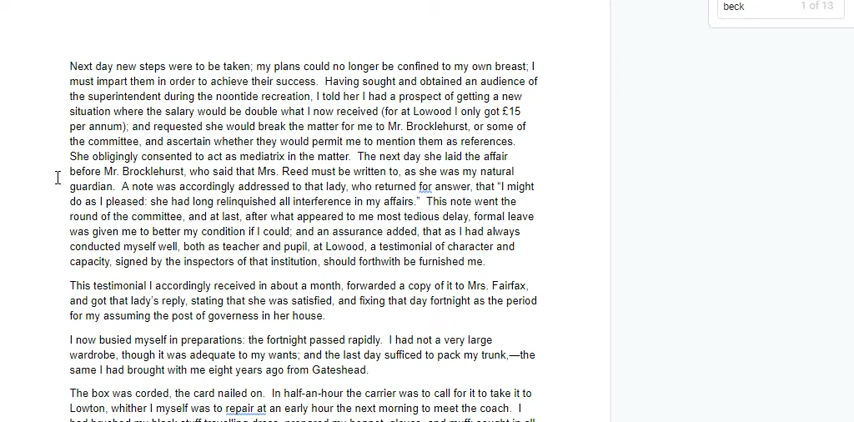 beck 1 of 13
Next day new steps were to be taken; my plans could no longer be confined to my own breast; I
must impart them in order to achieve their success.  Having sought and obtained an audience of
the superintendent during the noontide recreation, I told her I had a prospect of getting a new
situation where the salary would be double what I now received (for at Lowood I only got £15
per annum); and requested she would break the matter for me to Mr. Brocklehurst, or some of
the committee, and ascertain whether they would permit me to mention them as references.
She obligingly consented to act as mediatrix in the matter.  The next day she laid the affair
before Mr. Brocklehurst, who said that Mrs. Reed must be written to, as she was my natural
guardian.  A note was accordingly addressed to that lady, who returned for answer, that “I might
do as I pleased: she had long relinquished all interference in my affairs.”  This note went the
round of the committee, and at last, after what appeared to me most tedious delay, formal leave
was given me to better my condition if I could; and an assurance added, that as I had always
conducted myself well, both as teacher and pupil, at Lowood, a testimonial of character and
capacity, signed by the inspectors of that institution, should forthwith be furnished me.
This testimonial I accordingly received in about a month, forwarded a copy of it to Mrs. Fairfax,
and got that lady’s reply, stating that she was satisfied, and fixing that day fortnight as the period
for my assuming the post of governess in her house.
I now busied myself in preparations: the fortnight passed rapidly.  I had not a very large
wardrobe, though it was adequate to my wants; and the last day sufficed to pack my trunk,—the
same I had brought with me eight years ago from Gateshead.
The box was corded, the card nailed on.  In half-an-hour the carrier was to call for it to take it to
Lowton, whither I myself was to repair at an early hour the next morning to meet the coach.  I
had brushed my black stuff travelling-dress, prepared my bonnet, gloves, and muff; sought in all